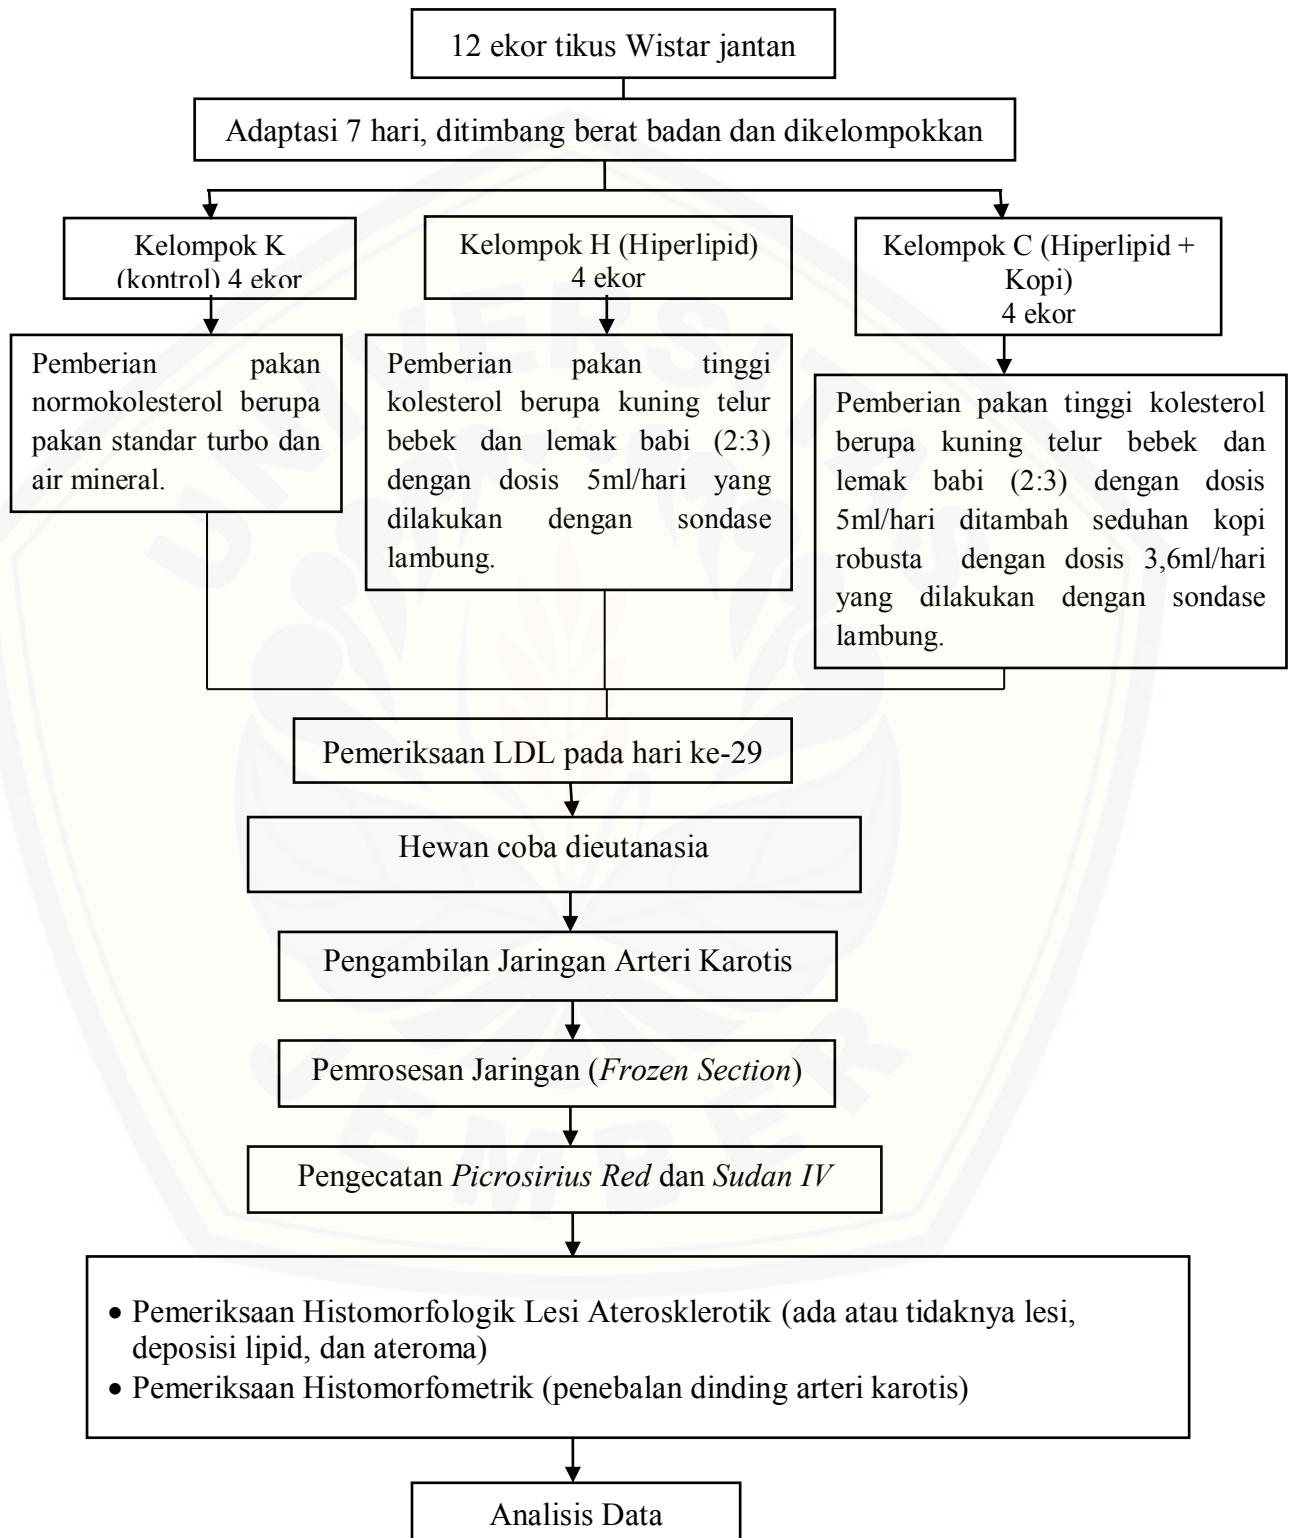 12 ekor tikus Wistar jantan
Adaptasi 7 hari, ditimbang berat badan dan dikelompokkan
Kelompok K
(kontrol) 4 ekor
Kelompok H (Hiperlipid)
4 ekor
Kelompok C (Hiperlipid +
Kopi)
4 ekor
Pemberian pakan
normokolesterol berupa
pakan standar turbo dan
air mineral.
Pemberian pakan tinggi
kolesterol berupa kuning telur
bebek dan lemak babi (2:3)
dengan dosis 5ml/hari yang
dilakukan dengan sondase
lambung.
Pemberian pakan tinggi kolesterol
berupa kuning telur bebek dan
lemak babi (2:3) dengan dosis
5ml/hari ditambah seduhan kopi
robusta dengan dosis 3,6ml/hari
yang dilakukan dengan sondase
lambung.
Pemeriksaan LDL pada hari ke-29
Hewan coba dieutanasia
Pengambilan Jaringan Arteri Karotis
Pemrosesan Jaringan (Frozen Section)
Pengecatan Picrosirius Red dan Sudan IV
• Pemeriksaan Histomorfologik Lesi Aterosklerotik (ada atau tidaknya lesi,
deposisi lipid, dan ateroma)
• Pemeriksaan Histomorfometrik (penebalan dinding arteri karotis)
Analisis Data
UNIVERSITAS
JEMBER